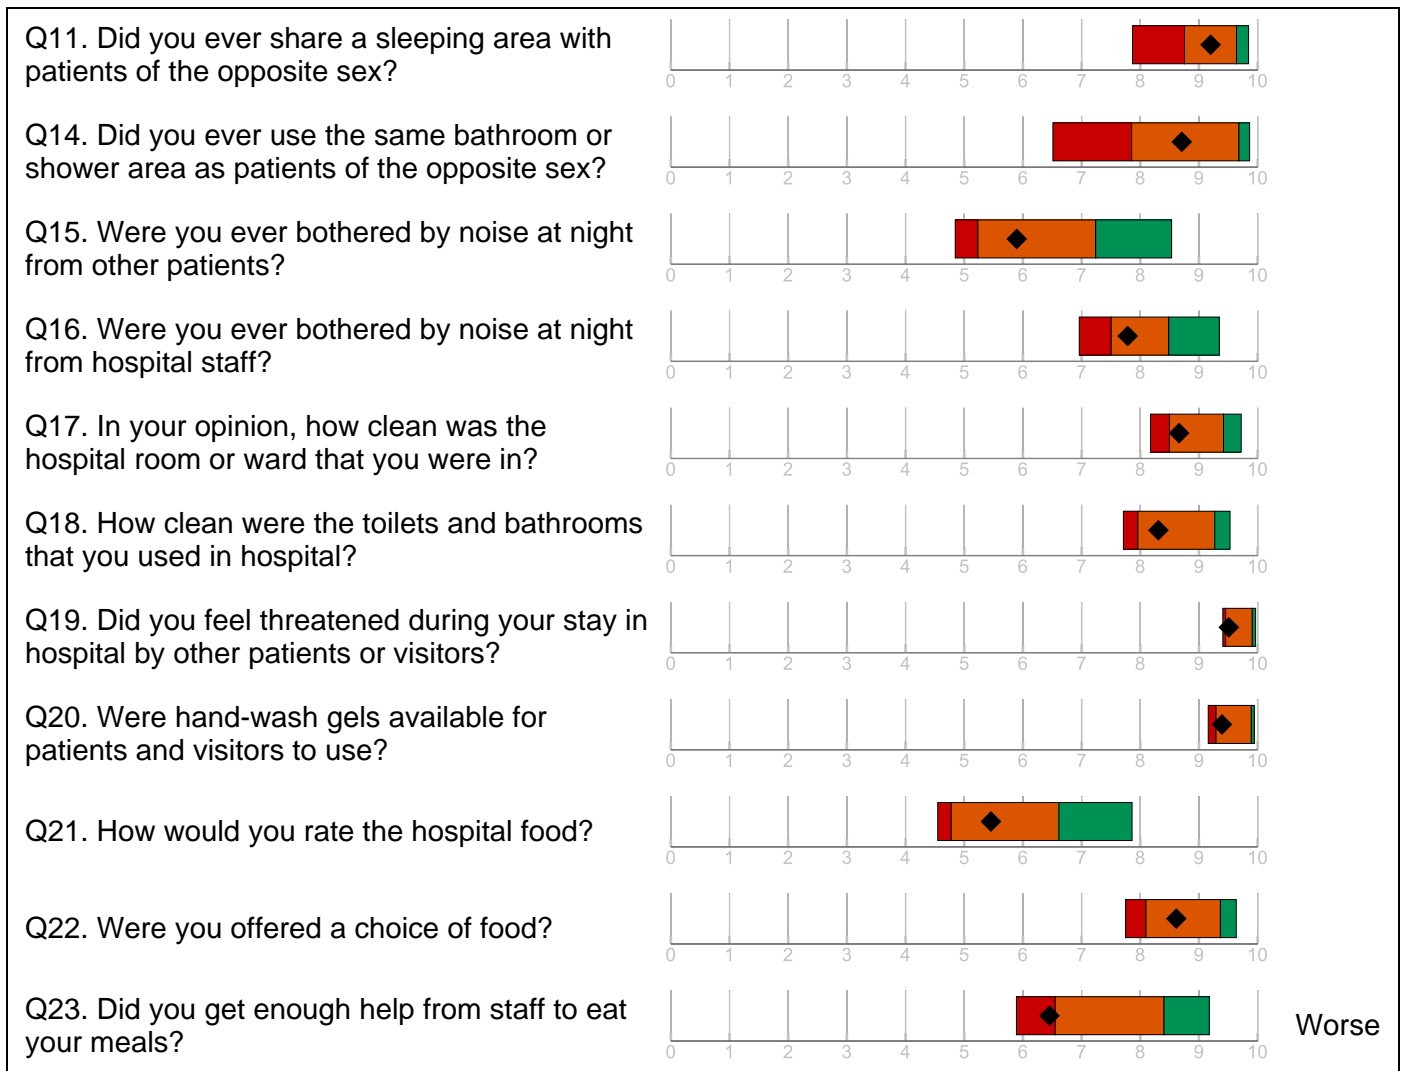 Q11. Did you ever share a sleeping area with
patients of the opposite sex?
0 1 2 3 4 5 6 7 8 9 10
Q14. Did you ever use the same bathroom or
shower area as patients of the opposite sex?
0 1 2 3 4 5 6 7 8 9 10
Q15. Were you ever bothered by noise at night
from other patients?
0 1 2 3 4 5 6 7 8 9 10
Q16. Were you ever bothered by noise at night
from hospital staff?
0 1 2 3 4 5 6 7 8 9 10
Q17. In your opinion, how clean was the
hospital room or ward that you were in?
0 1 2 3 4 5 6 7 8 9 10
Q18. How clean were the toilets and bathrooms
that you used in hospital?
0 1 2 3 4 5 6 7 8 9 10
Q19. Did you feel threatened during your stay in
hospital by other patients or visitors?
0 1 2 3 4 5 6 7 8 9 10
Q20. Were hand-wash gels available for
patients and visitors to use?
0 1 2 3 4 5 6 7 8 9 10
Q21. How would you rate the hospital food?
0 1 2 3 4 5 6 7 8 9 10
Q22. Were you offered a choice of food?
0 1 2 3 4 5 6 7 8 9 10
Q23. Did you get enough help from staff to eat
your meals?
Worse
0 1 2 3 4 5 6 7 8 9 10